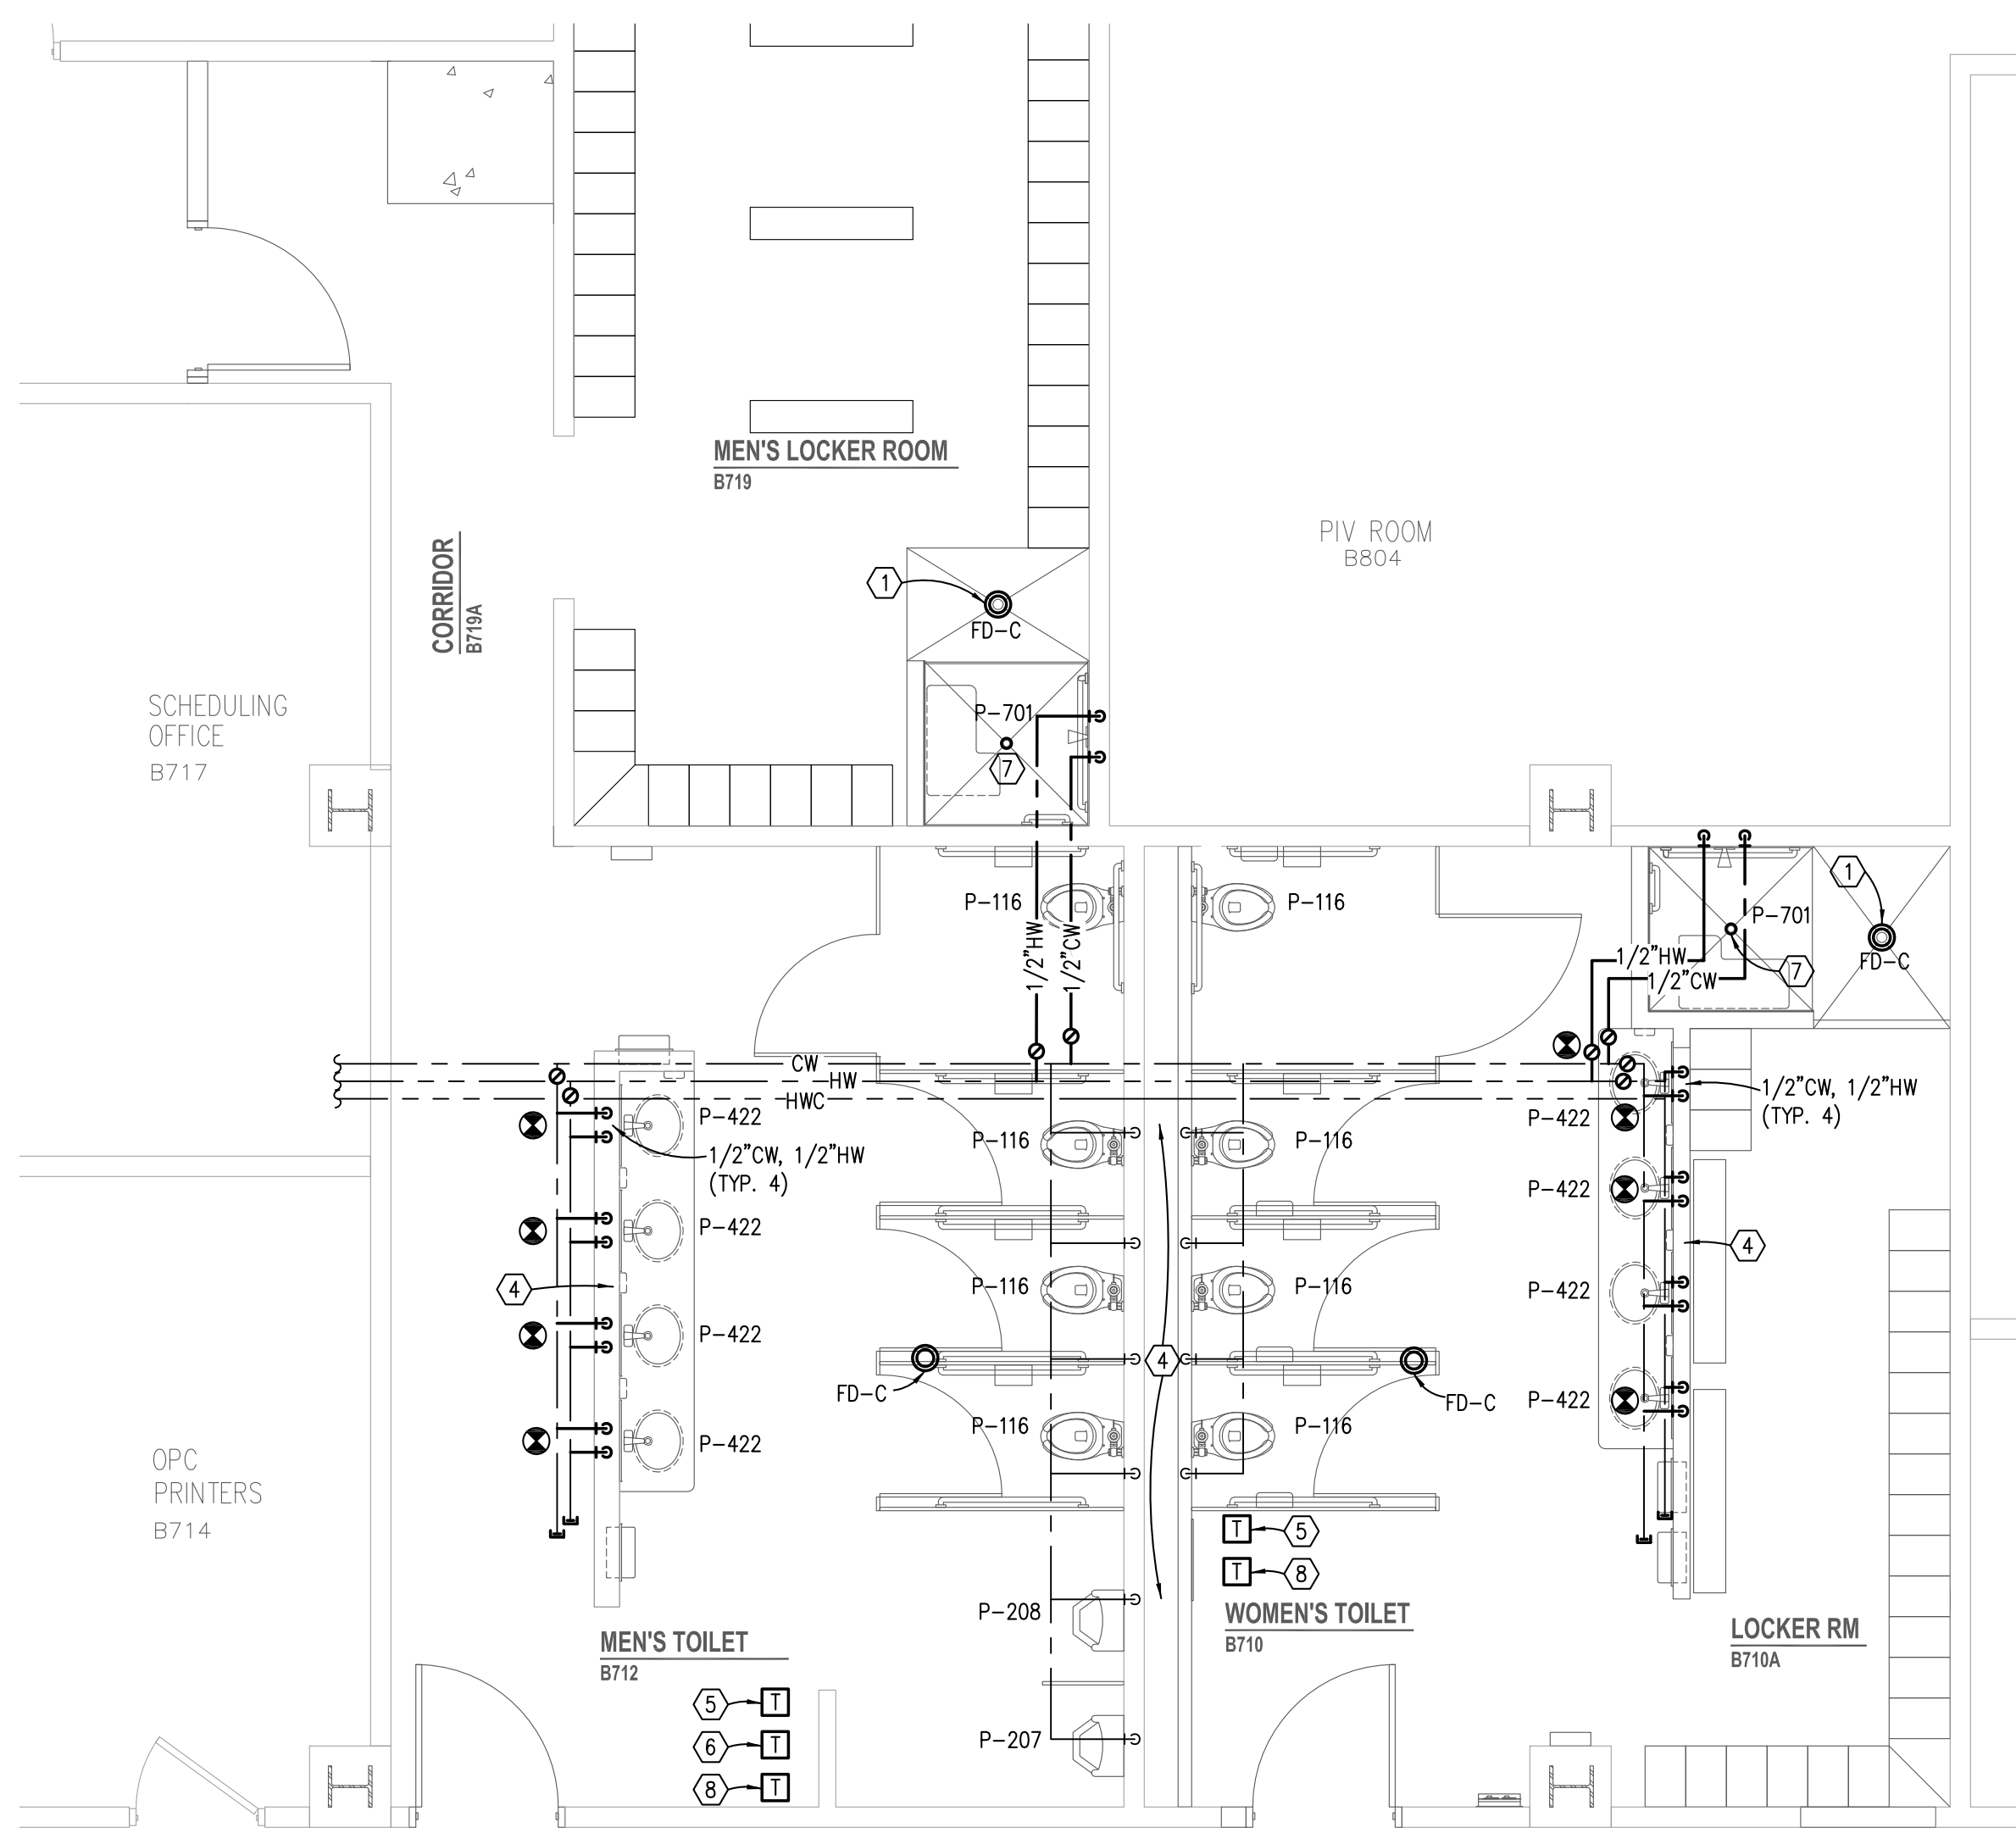 MEN'S LOCKER ROOM
B719
CORRIDOR
B719A
PIV ROOM
B804
1
FD-C
SCHEDULING
OFFICE
B717
P-701
7
P-116
P-116
1/2"HW
1/2"CW
1
P-701
1/2"HW
1/2"CW
7
FD-C
CW
HW
HWC
P-422
1/2"CW, 1/2"HW
(TYP. 4)
P-116
P-116
P-422
1/2"CW, 1/2"HW
(TYP. 4)
P-422
P-422
4
4
P-116
P-116
P-422
P-422
4
FD-C
FD-C
P-422
P-422
P-116
P-116
OPC
PRINTERS
B714
T
5
T
8
P-208
WOMEN'S TOILET
B710
MEN'S TOILET
B712
LOCKER RM
B710A
5
T
6
T
8
T
P-207